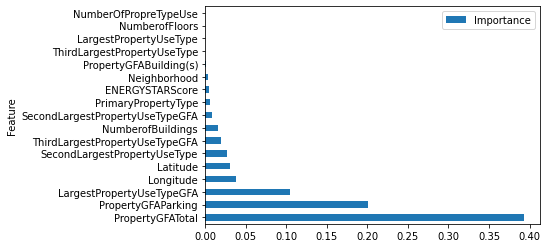 NumberOfPropreTypeUse
NumberofFloors
LargestPropertyUseType
ThirdLargestPropertyUseType
PropertyGFABuilding(s)
Neighborhood
ENERGYSTARScore
PrimaryPropertyType
SecondLargestPropertyUseTypeGFA
NumberofBuildings
ThirdLargestPropertyUseTypeGFA
SecondLargestPropertyUseType
Latitude
Longitude
LargestPropertyUseTypeGFA
PropertyGFAParking
PropertyGFATotal
Feature
Importance
0.00 0.05 0.10 0.15 0.20 0.25 0.30 0.35 0.40